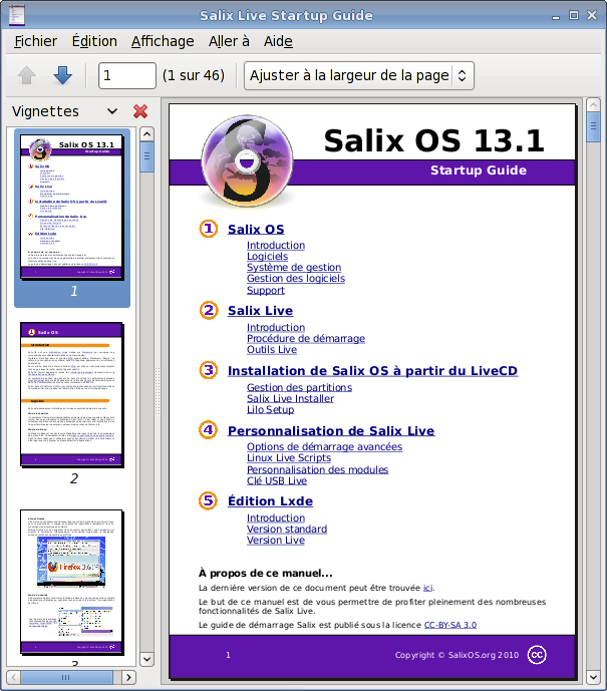 Salix Live Startup Guide
Fichier Édition Affichage Aller à Aide
1 (1 sur 46) Ajuster à la largeur de la page
Vignettes
Salix OS 13.1
Startup Guide
1
2
3
Salix OS 13.1
Startup Guide
1 Salix OS
Introduction
Logiciels
Système de gestion
Gestion des logiciels
Support
2 Salix Live
Introduction
Procédure de démarrage
Outils Live
3 Installation de Salix OS à partir du LiveCD
Gestion des partitions
Salix Live Installer
Lilo Setup
4 Personnalisation de Salix Live
Options de démarrage avancées
Linux Live Scripts
Personnalisation des modules
Clé USB Live
5 Édition Lxde
Introduction
Version standard
Version Live
À propos de ce manuel...
La dernière version de ce document peut être trouvée ici.
Le but de ce manuel est de vous permettre de profiter pleinement des nombreuses
fonctionnalités de Salix Live.
Le guide de démarrage Salix est publié sous la licence CC-BY-SA 3.0
1 Copyright © SalixOS.org 2010 cc